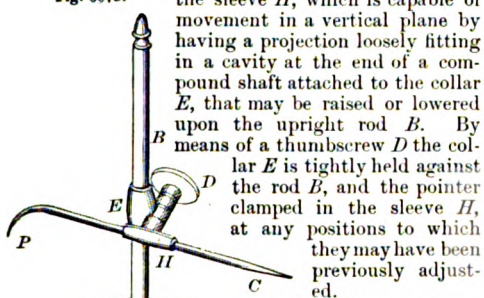 the sleeve H, which is capable of
movement in a vertical plane by
having a projection loosely fitting
in a cavity at the end of a com-
pound shaft attached to the collar
E, that may be raised or lowered
upon the upright rod B. By
means of a thumbscrew D the col-
lar E is tightly held against
the rod B, and the pointer
clamped in the sleeve H,
at any positions to which
they may have been
previously adjust-
ed.
B
D
E
P
H
C